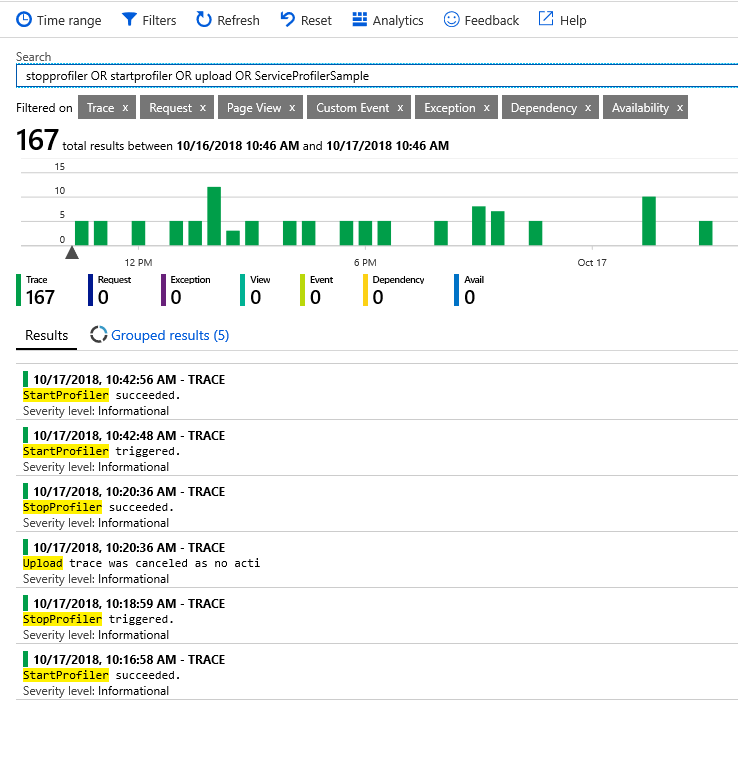 Time range Filters Refresh Reset Analytics Feedback Help
Search
stopprofiler OR startprofiler OR upload OR ServiceProfilerSample
Filtered on Trace x Request x Page View x Custom Event x Exception x Dependency x Availability x
167 total results between 10/16/2018 10:46 AM and 10/17/2018 10:46 AM
15
10
5
0
12 PM 6 PM Oct 17
Trace Request Exception View Event Dependency Avail
167 0 0 0 0 0 0
Results Grouped results (5)
10/17/2018, 10:42:56 AM - TRACE
StartProfiler succeeded.
Severity level: Informational
10/17/2018, 10:42:48 AM - TRACE
StartProfiler triggered.
Severity level: Informational
10/17/2018, 10:20:36 AM - TRACE
StopProfiler succeeded.
Severity level: Informational
10/17/2018, 10:20:36 AM - TRACE
Upload trace was canceled as no acti
Severity level: Informational
10/17/2018, 10:18:59 AM - TRACE
StopProfiler triggered.
Severity level: Informational
10/17/2018, 10:16:58 AM - TRACE
StartProfiler succeeded.
Severity level: Informational